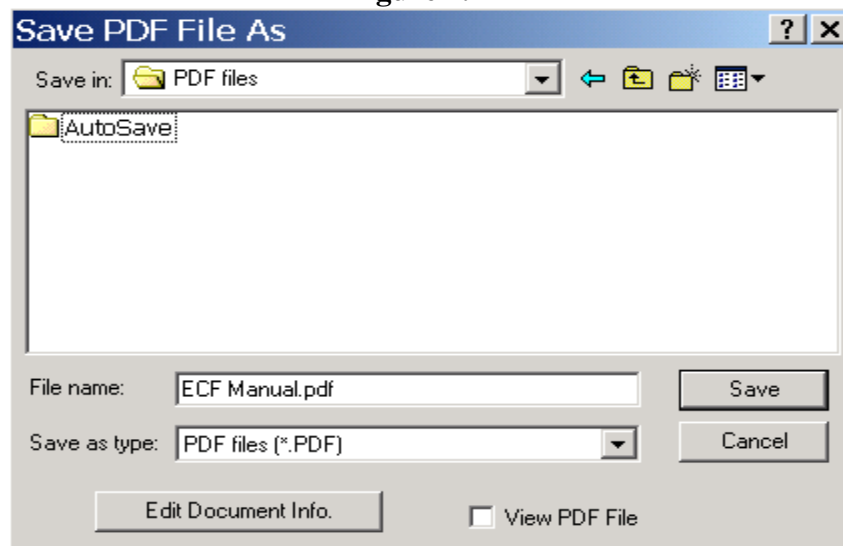 Save PDF File As
Save in: PDF files
AutoSave
File name: ECF Manual.pdf Save
Save as type: PDF files (*.PDF) Cancel
Edit Document Info. View PDF File